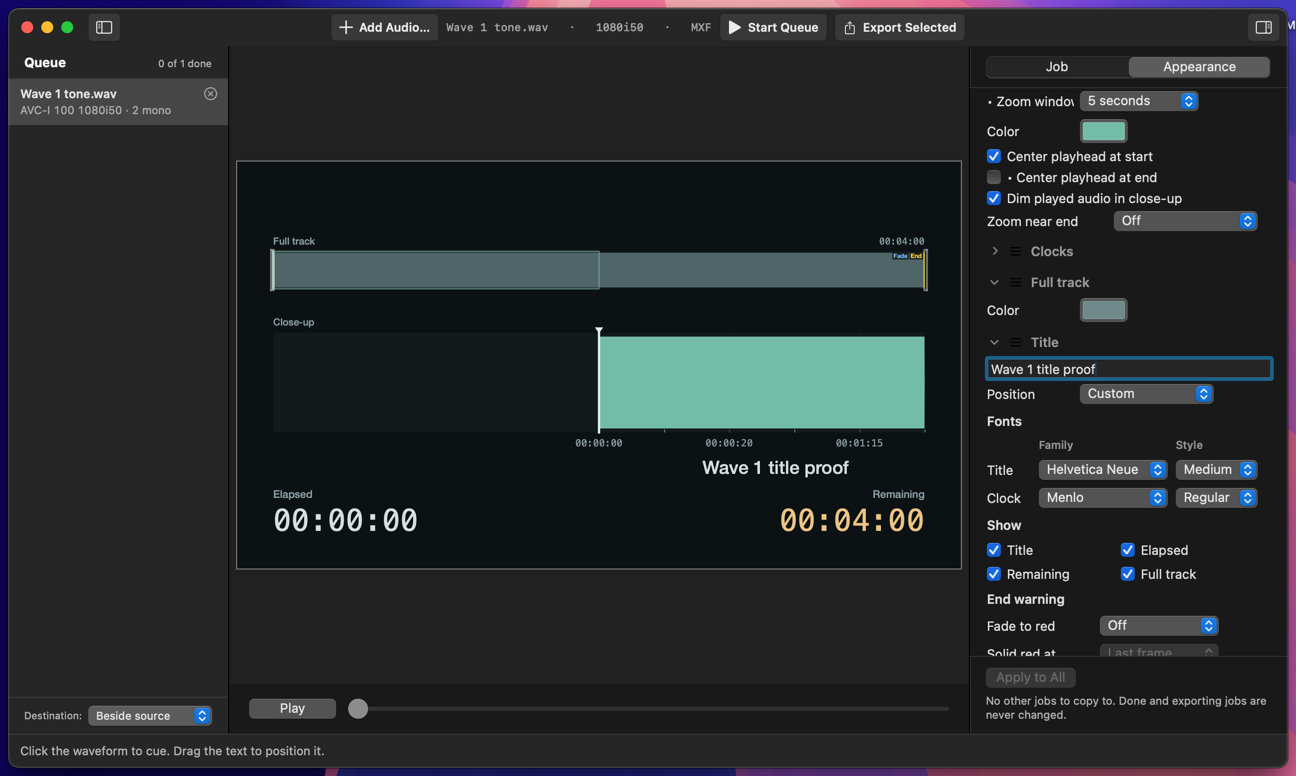 Add Audio... Wave 1 tone.wav · 1080i50 · MXF Start Queue Export Selected
Queue 0 of 1 done
Wave 1 tone.wav
AVC-I 100 1080i50 · 2 mono
Destination: Beside source
Full track 00:04:00
Fade End
Close-up
00:00:00 00:00:20 00:01:15
Wave 1 title proof
Elapsed Remaining
00:00:00 00:04:00
Play
Job Appearance
• Zoom window 5 seconds
Color
Center playhead at start
• Center playhead at end
Dim played audio in close-up
Zoom near end Off
Clocks
Full track
Color
Title
Wave 1 title proof
Position Custom
Fonts
Family Style
Title Helvetica Neue Medium
Clock Menlo Regular
Show
Title Elapsed
Remaining Full track
End warning
Fade to red Off
Solid red at Last frame
Apply to All
No other jobs to copy to. Done and exporting jobs are
never changed.
Click the waveform to cue. Drag the text to position it.